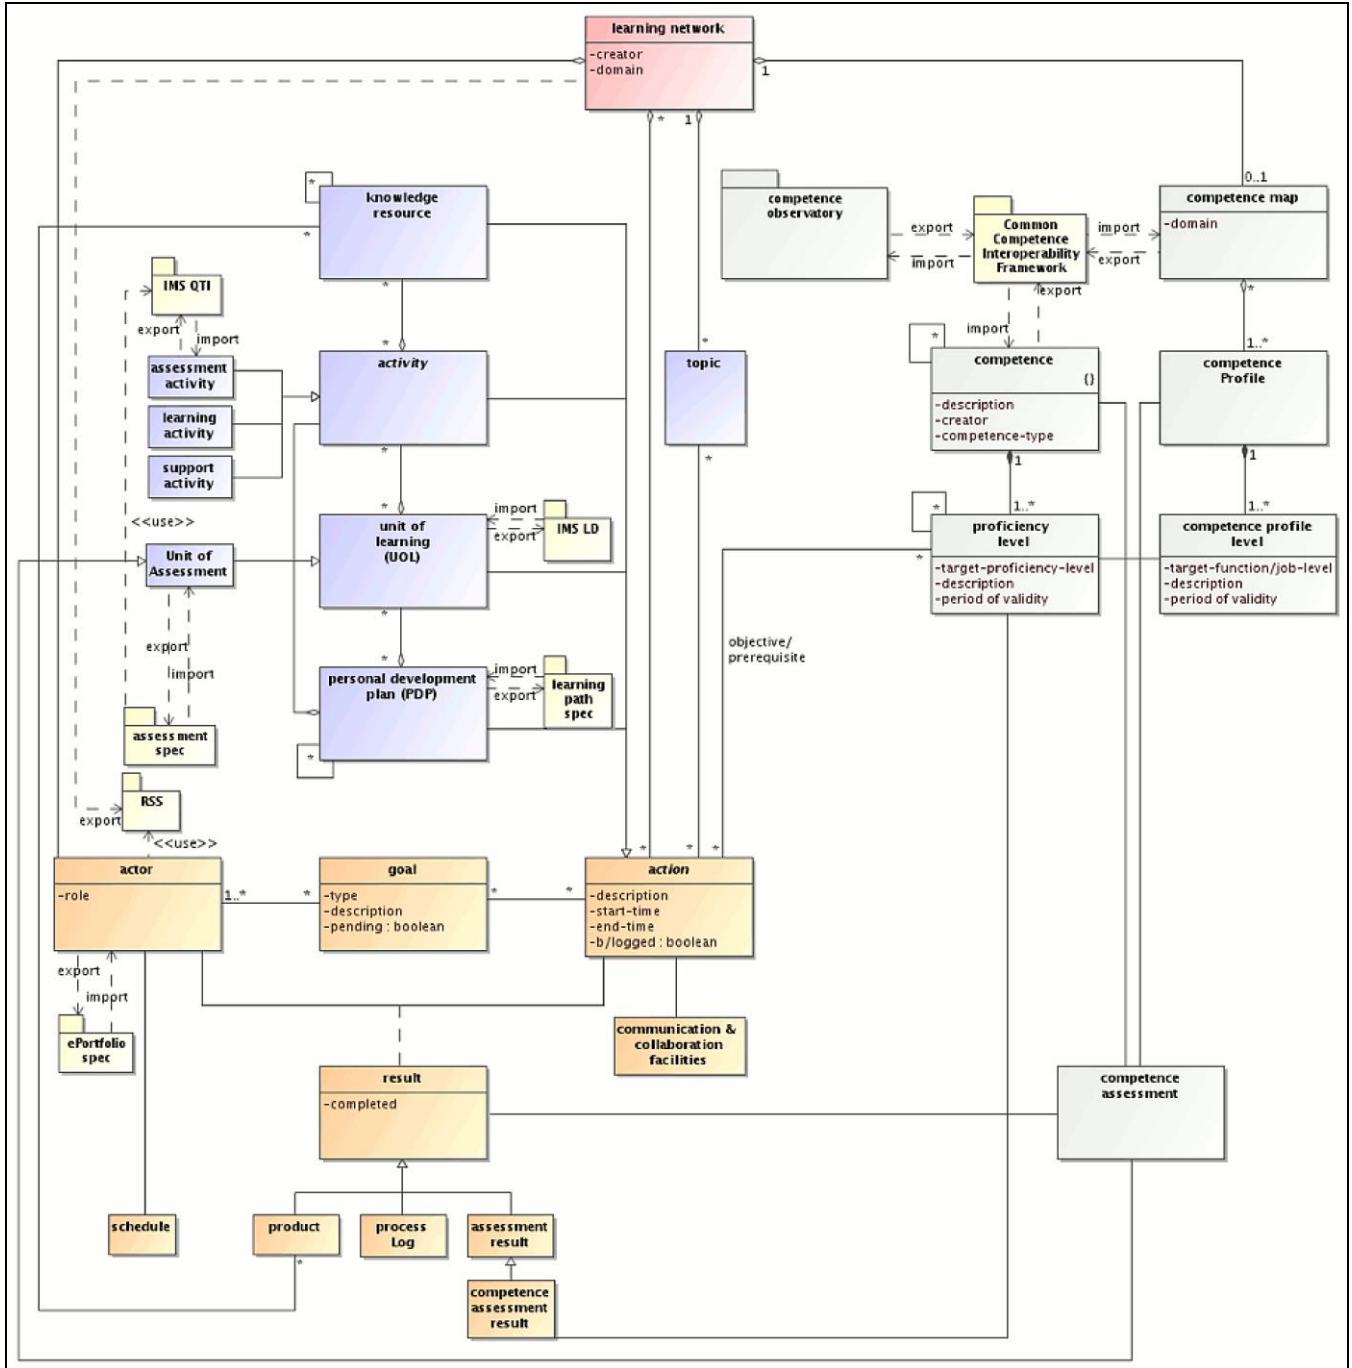 learning network
-creator
-domain
1
*
1
0..1
*
knowledge
resource
*
*
competence
observatory
export
import
Common
Competence
Interoperability
Framework
import
export
competence map
-domain
*
1..*
IMS QTI
export
import
import
export
*
*
activity
*
topic
*
*
competence
{}
-description
-creator
-competence-type
1
1..*
competence
Profile
1
1..*
assessment
activity
learning
activity
support
activity
*
*
<<use>>
unit of
learning
(UOL)
import
export
IMS LD
*
proficiency
level
-target-proficiency-level
-description
-period of validity
*
competence profile
level
-target-function/job-level
-description
-period of validity
Unit of
Assessment
*
*
export
import
objective/
prerequisite
personal development
plan (PDP)
import
export
learning
path
spec
assessment
spec
*
RSS
export
<<use>>
*
*
*
actor
-role
1..*
*
goal
-type
-description
-pending : boolean
*
*
action
-description
-start-time
-end-time
-b/logged : boolean
export
import
ePortfolio
spec
communication &
collaboration
facilities
result
-completed
competence
assessment
schedule
product
process
Log
assessment
result
*
competence
assessment
result